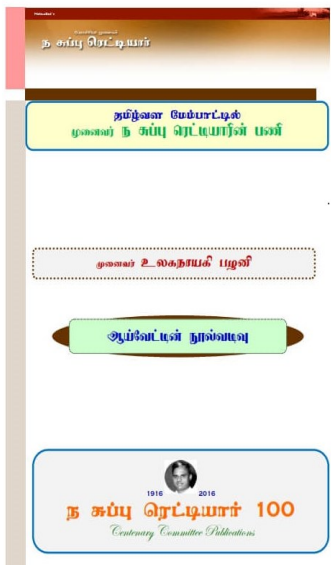 ந சுப்பு ரெட்டியார்
தமிழ்வள மேம்பாட்டில்
முனைவர் ந சுப்பு ரெட்டியாரின் பணி
முனைவர் உலகநாயகி பழனி
ஆய்வேட்டின் நூல்வடிவு
1916 2016
ந சுப்பு ரெட்டியார் 100
Centenary Committee Publications